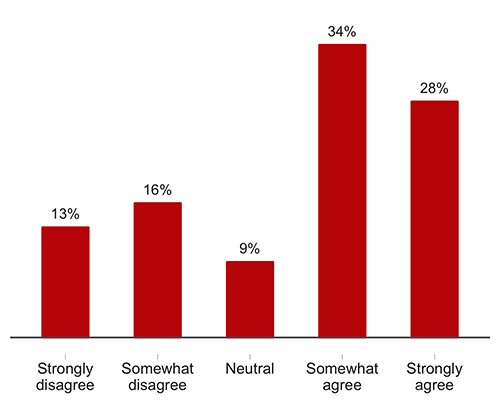 34%
28%
16%
13%
9%
Strongly disagree
Somewhat disagree
Neutral
Somewhat agree
Strongly agree